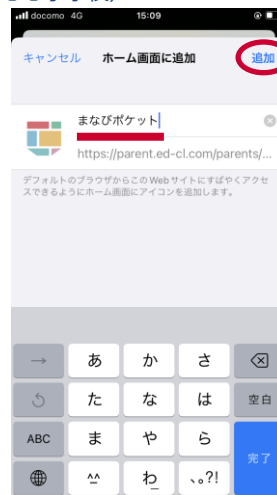 docomo 4G 15:09
キャンセル ホーム画面に追加 追加
まなびポケット
https://parent.ed-cl.com/parents/...
デフォルトのブラウザからこのWebサイトにすばやくアクセ
スできるようにホーム画面にアイコンを追加します。
→ あ か さ
た な は 空白
ABC ま や ら 完了
^^ わ 、。?!